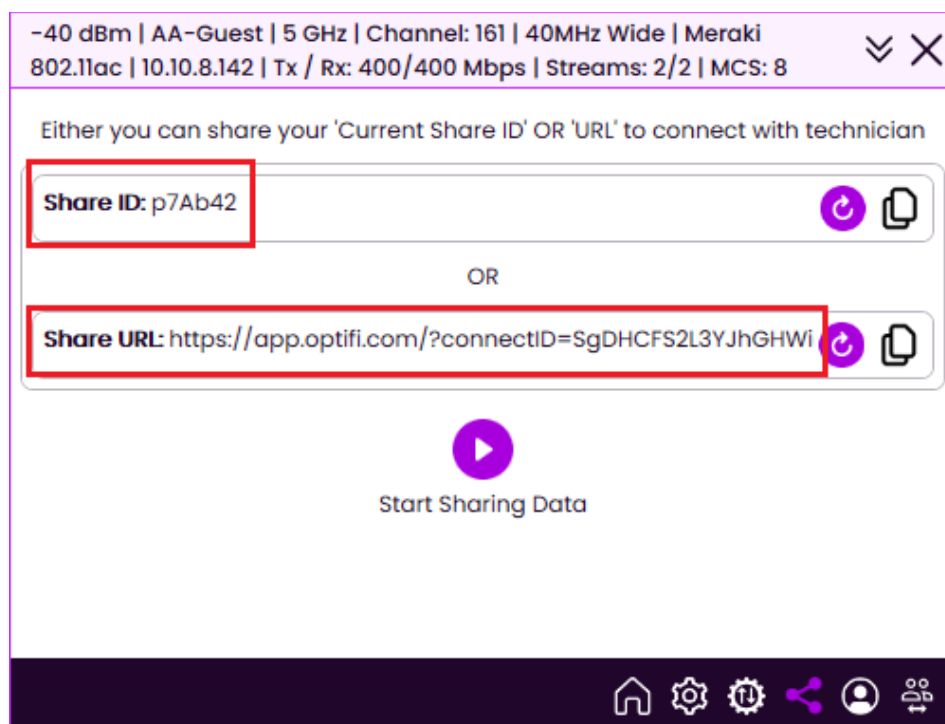 -40 dBm | AA-Guest | 5 GHz | Channel: 161 | 40MHz Wide | Meraki
802.11ac | 10.10.8.142 | Tx / Rx: 400/400 Mbps | Streams: 2/2 | MCS: 8
Either you can share your 'Current Share ID' OR 'URL' to connect with technician
Share ID: p7Ab42
OR
Share URL: https://app.optifi.com/?connectID=SgDHCFS2L3YJhGHWi
Start Sharing Data